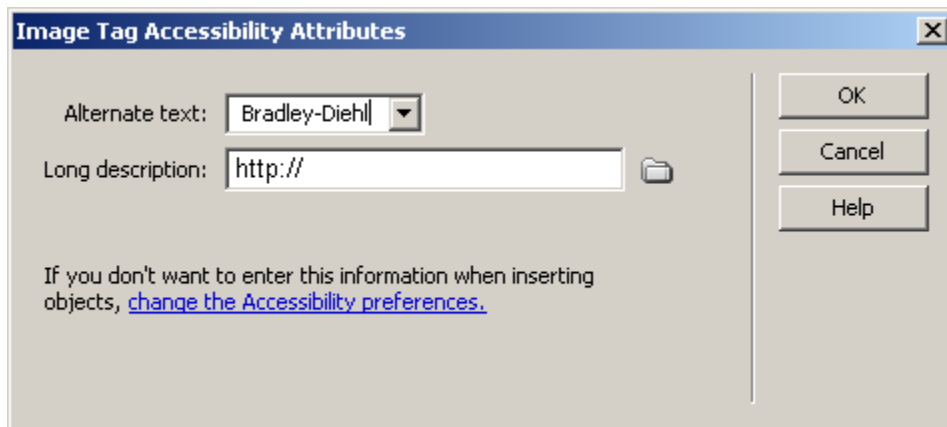 Image Tag Accessibility Attributes
Alternate text: Bradley-Diehl
OK
Long description: http://
Cancel
Help
If you don't want to enter this information when inserting
objects, change the Accessibility preferences.